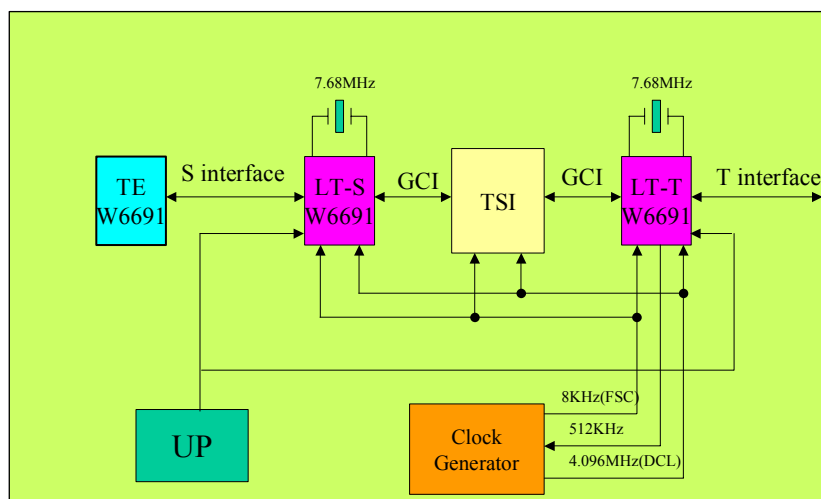 7.68MHz
7.68MHz
TE
W6691
S interface
LT-S
W6691
GCI
TSI
GCI
LT-T
W6691
T interface
UP
Clock
Generator
8KHz(FSC)
512KHz
4.096MHz(DCL)